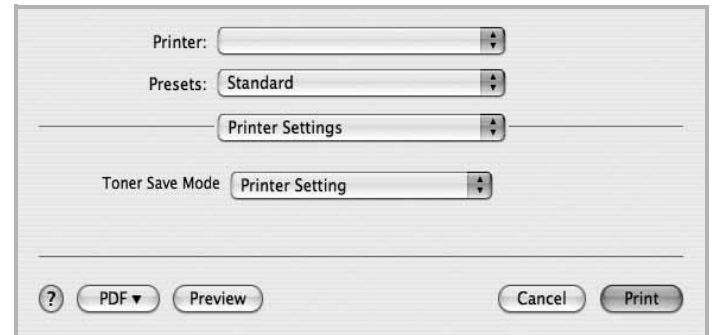 Printer:
Presets: Standard
Printer Settings
Toner Save Mode Printer Setting
? PDF▼ Preview Cancel Print